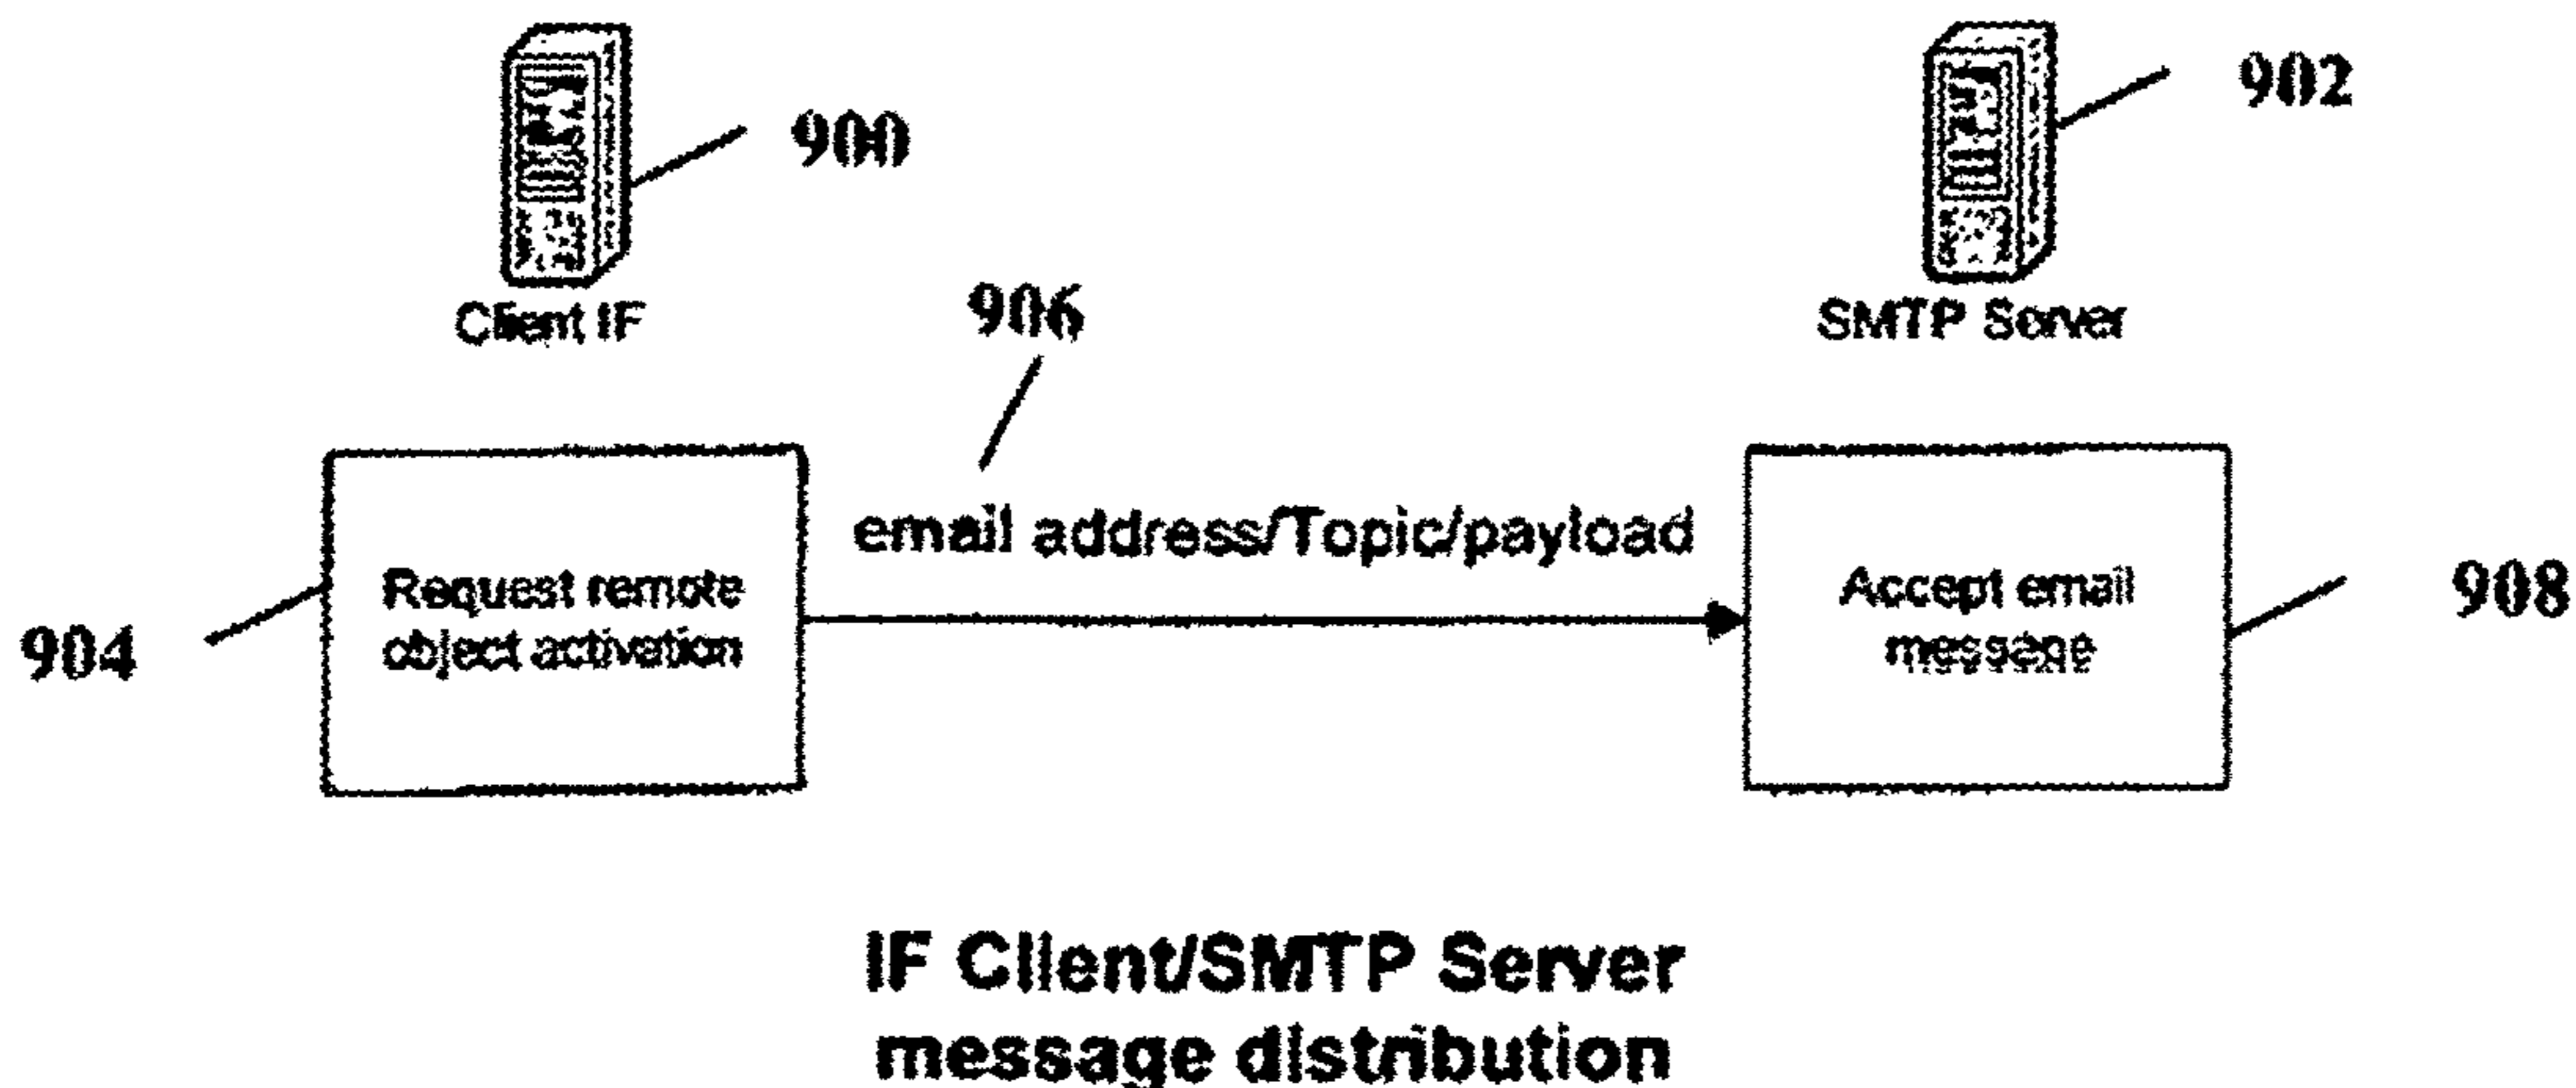 900
902
Client IF
SMTP Server
906
email address/Topic/payload
Request remote
object activation
Accept email
message
904
908
IF Client/SMTP Server
message distribution